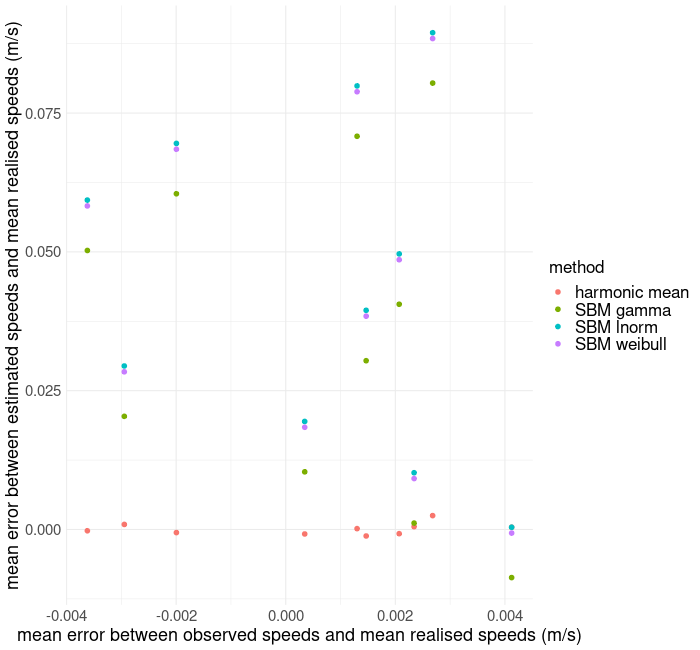 mean error between estimated speeds and mean realised speeds (m/s)
0.075
0.050
0.025
0.000
-0.004
-0.002
0.000
0.002
0.004
mean error between observed speeds and mean realised speeds (m/s)
method
harmonic mean
SBM gamma
SBM lnorm
SBM weibull